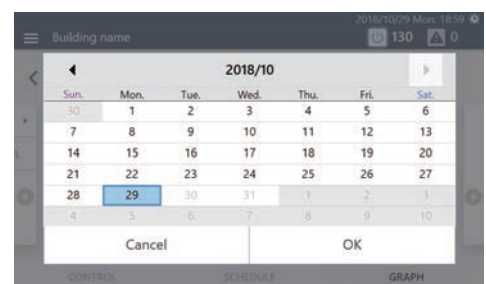 2018/10/29 Mon. 18:59
Building name
130
0
2018/10
Sun. Mon. Tue. Wed. Thu. Fri. Sat.
30 1 2 3 4 5 6
7 8 9 10 11 12 13
14 15 16 17 18 19 20
21 22 23 24 25 26 27
28 29 30 31 1 2 3
4 5 6 7 8 9 10
Cancel OK
CONTROL SCHEDULE GRAPH